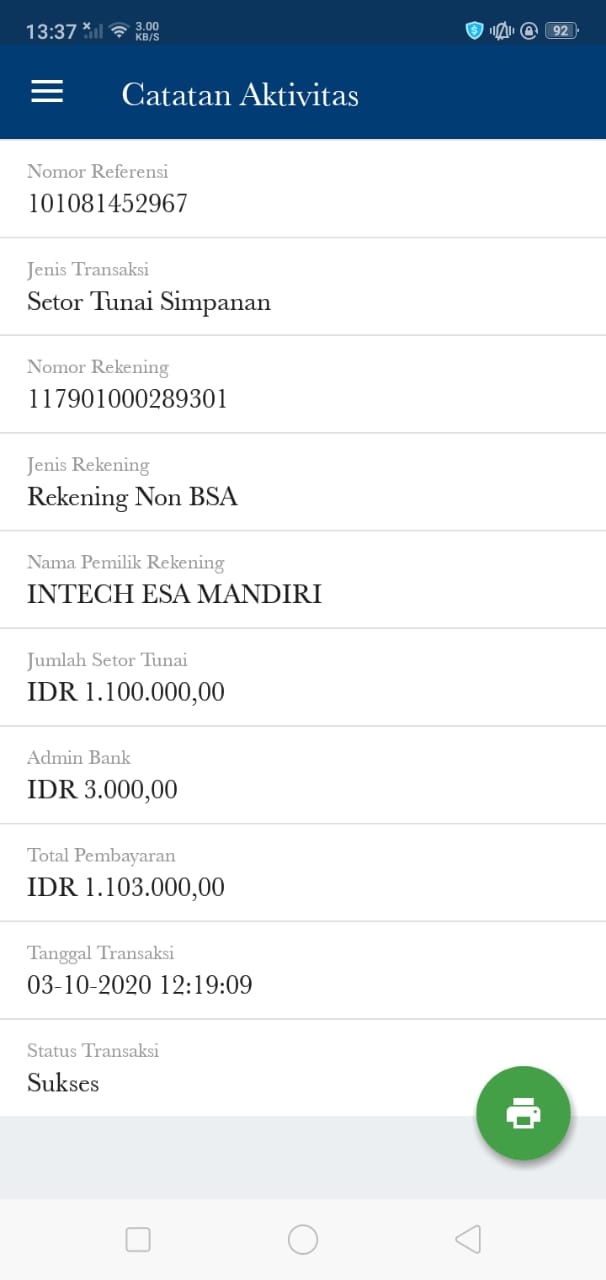 13:37 3.00 KB/S 92
Catatan Aktivitas
Nomor Referensi
101081452967
Jenis Transaksi
Setor Tunai Simpanan
Nomor Rekening
117901000289301
Jenis Rekening
Rekening Non BSA
Nama Pemilik Rekening
INTECH ESA MANDIRI
Jumlah Setor Tunai
IDR 1.100.000,00
Admin Bank
IDR 3.000,00
Total Pembayaran
IDR 1.103.000,00
Tanggal Transaksi
03-10-2020 12:19:09
Status Transaksi
Sukses